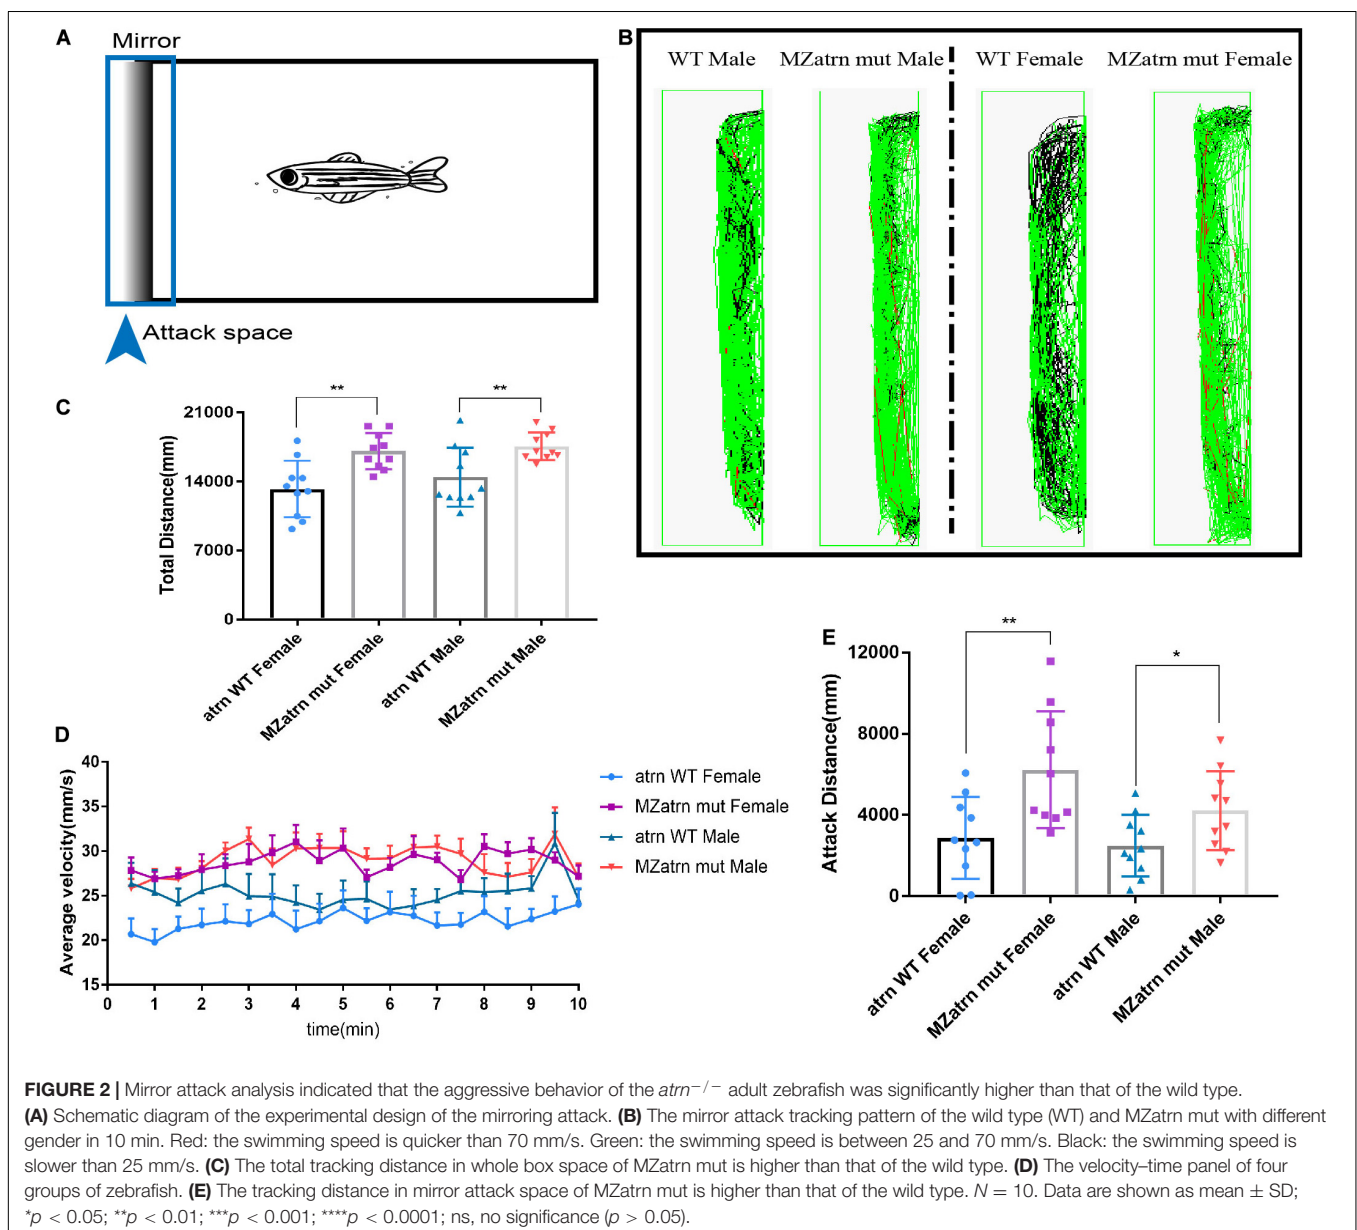 A
Mirror
Attack space
B
WT Male
MZatrn mut Male
WT Female
MZatrn mut Female
C
**
**
Total Distance(mm)
21000
14000
7000
0
atrn WT Female
MZatrn mut Female
atrn WT Male
MZatrn mut Male
D
Average velocity(mm/s)
40
35
30
25
20
15
0 1 2 3 4 5 6 7 8 9 10
time(min)
atrn WT Female
MZatrn mut Female
atrn WT Male
MZatrn mut Male
E
**
*
Attack Distance(mm)
12000
8000
4000
0
atrn WT Female
MZatrn mut Female
atrn WT Male
MZatrn mut Male
FIGURE 2 | Mirror attack analysis indicated that the aggressive behavior of the atrn−/− adult zebrafish was significantly higher than that of the wild type.
(A) Schematic diagram of the experimental design of the mirroring attack. (B) The mirror attack tracking pattern of the wild type (WT) and MZatrn mut with different
gender in 10 min. Red: the swimming speed is quicker than 70 mm/s. Green: the swimming speed is between 25 and 70 mm/s. Black: the swimming speed is
slower than 25 mm/s. (C) The total tracking distance in whole box space of MZatrn mut is higher than that of the wild type. (D) The velocity–time panel of four
groups of zebrafish. (E) The tracking distance in mirror attack space of MZatrn mut is higher than that of the wild type. N = 10. Data are shown as mean ± SD;
*p < 0.05; **p < 0.01; ***p < 0.001; ****p < 0.0001; ns, no significance (p > 0.05).